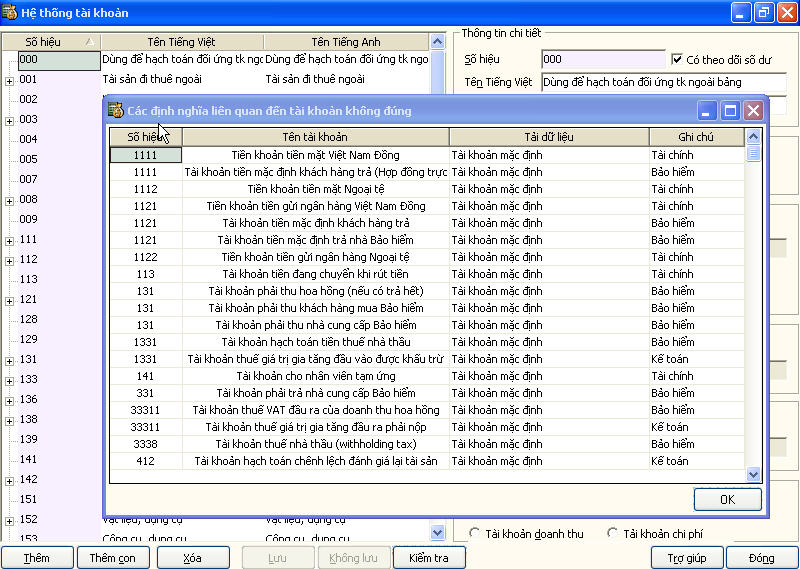 Hệ thống tài khoản
Số hiệu Tên Tiếng Việt Tên Tiếng Anh
000 Dùng để hạch toán đối ứng tk ngo Dùng để hạch toán đối ứng tk ngo
001 Tài sản đi thuê ngoài Tài sản đi thuê ngoài
002
003
004
005
007
008
009
111
112
113
121
128
129
131
133
136
138
139
141
142
151
152 Vật liệu, dụng cụ Vật liệu, dụng cụ
153 Công cụ, dụng cụ Công cụ, dụng cụ
Thông tin chi tiết
Số hiệu 000 Có theo dõi số dư
Tên Tiếng Việt Dùng để hạch toán đối ứng tk ngoài bảng
Các định nghĩa liên quan đến tài khoản không đúng
Số hiệu Tên tài khoản Tải dữ liệu Ghi chú
1111 Tiền khoản tiền mặt Việt Nam Đồng Tài khoản mặc định Tài chính
1111 Tài khoản tiền mặc định khách hàng trả (Hợp đồng trực Tài khoản mặc định Bảo hiểm
1112 Tiền khoản tiền mặt Ngoại tệ Tài khoản mặc định Tài chính
1121 Tiền khoản tiền gửi ngân hàng Việt Nam Đồng Tài khoản mặc định Tài chính
1121 Tài khoản tiền mặc định khách hàng trả Tài khoản mặc định Bảo hiểm
1121 Tài khoản tiền mặc định trả nhà Bảo hiểm Tài khoản mặc định Bảo hiểm
1122 Tiền khoản tiền gửi ngân hàng Ngoại tệ Tài khoản mặc định Tài chính
113 Tài khoản tiền đang chuyển khi rút tiền Tài khoản mặc định Tài chính
131 Tài khoản phải thu hoa hồng (nếu có trả hết) Tài khoản mặc định Bảo hiểm
131 Tài khoản phải thu khách hàng mua Bảo hiểm Tài khoản mặc định Bảo hiểm
131 Tài khoản phải thu nhà cung cấp Bảo hiểm Tài khoản mặc định Bảo hiểm
1331 Tài khoản hạch toán tiền thuế nhà thầu Tài khoản mặc định Bảo hiểm
1331 Tài khoản thuế giá trị gia tăng đầu vào được khấu trừ Tài khoản mặc định Kế toán
141 Tài khoản cho nhân viên tạm ứng Tài khoản mặc định Tài chính
331 Tài khoản phải trả nhà cung cấp Bảo hiểm Tài khoản mặc định Bảo hiểm
33311 Tài khoản thuế VAT đầu ra của doanh thu hoa hồng Tài khoản mặc định Bảo hiểm
33311 Tài khoản thuế giá trị gia tăng đầu ra phải nộp Tài khoản mặc định Kế toán
3338 Tài khoản thuế nhà thầu (withholding tax) Tài khoản mặc định Bảo hiểm
412 Tài khoản hạch toán chênh lệch đánh giá lại tài sản Tài khoản mặc định Kế toán
OK
Tài khoản doanh thu Tài khoản chi phí
Thêm Thêm con Xóa Lưu Không lưu Kiểm tra Trợ giúp Đóng